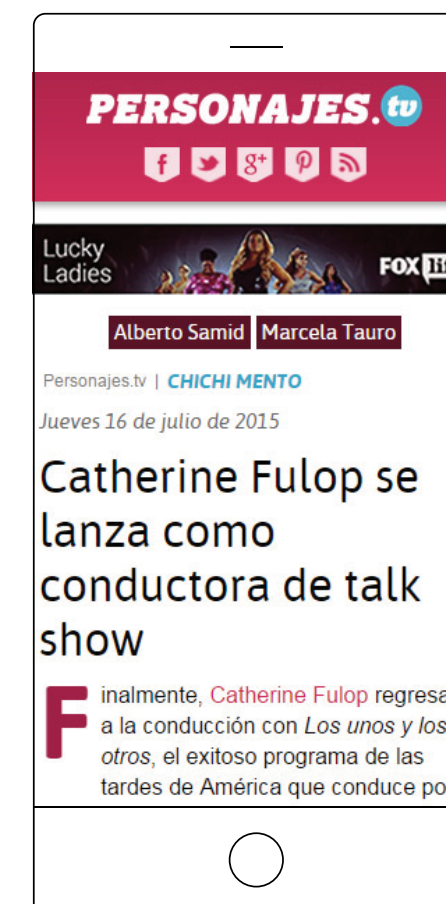 PERSONAJES.tv
f g+
Lucky
Ladies
FOX life
Alberto Samid Marcela Tauro
Personajes.tv | CHICHI MENTO
Jueves 16 de julio de 2015
Catherine Fulop se
lanza como
conductora de talk
show
Finalmente, Catherine Fulop regresa
a la conducción con Los unos y los
otros, el exitoso programa de las
tardes de América que conduce po